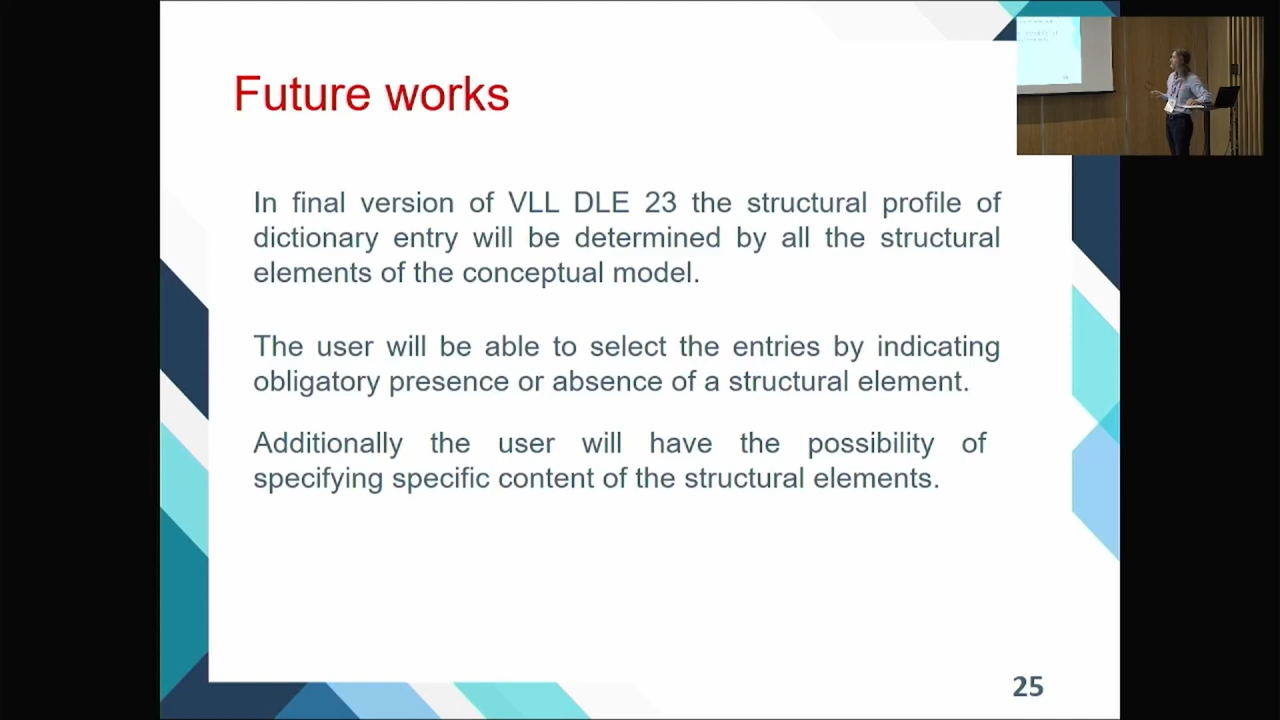 Future works
In final version of VLL DLE 23 the structural profile of
dictionary entry will be determined by all the structural
elements of the conceptual model.
The user will be able to select the entries by indicating
obligatory presence or absence of a structural element.
Additionally the user will have the possibility of
specifying specific content of the structural elements.
25